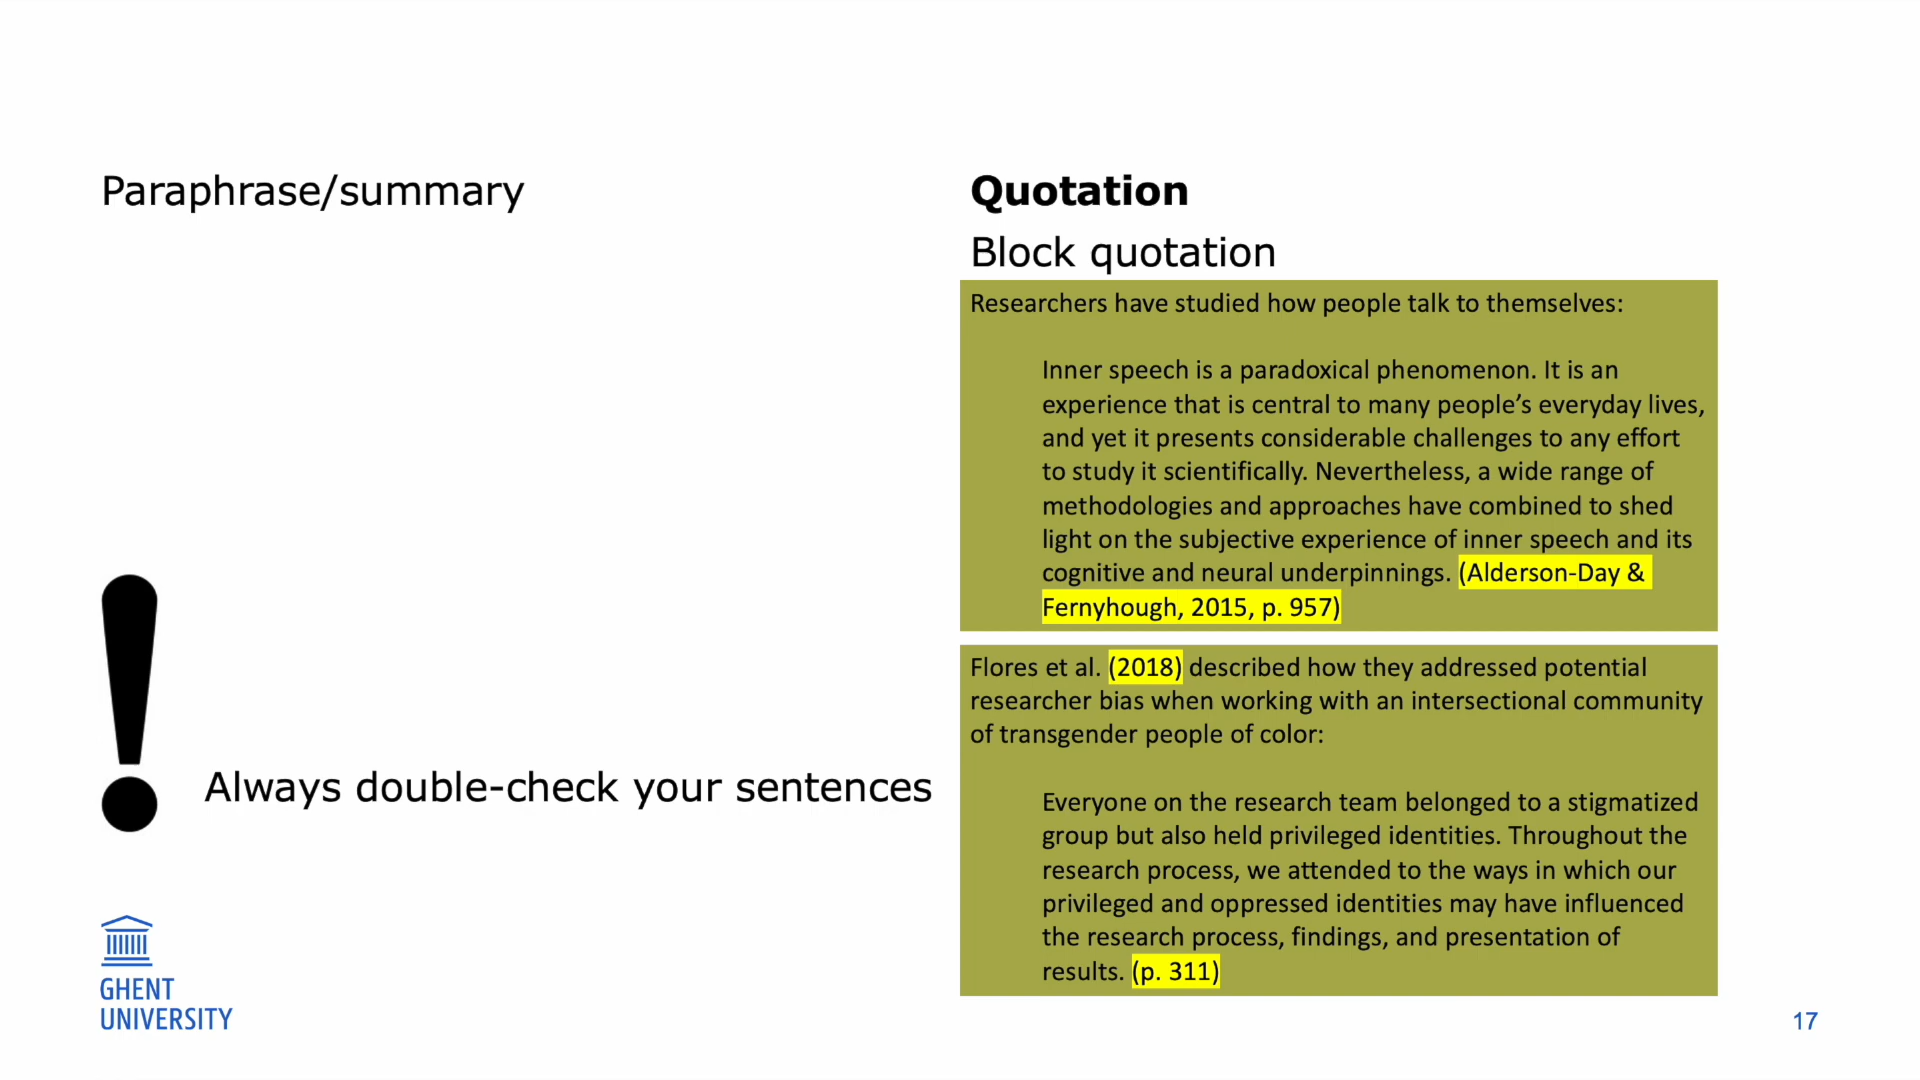 Paraphrase/summary
Always double-check your sentences
Quotation
Block quotation
Researchers have studied how people talk to themselves:
Inner speech is a paradoxical phenomenon. It is an
experience that is central to many people’s everyday lives,
and yet it presents considerable challenges to any effort
to study it scientifically. Nevertheless, a wide range of
methodologies and approaches have combined to shed
light on the subjective experience of inner speech and its
cognitive and neural underpinnings. (Alderson-Day &
Fernyhough, 2015, p. 957)
Flores et al. (2018) described how they addressed potential
researcher bias when working with an intersectional community
of transgender people of color:
Everyone on the research team belonged to a stigmatized
group but also held privileged identities. Throughout the
research process, we attended to the ways in which our
privileged and oppressed identities may have influenced
the research process, findings, and presentation of
results. (p. 311)
GHENT
UNIVERSITY
17